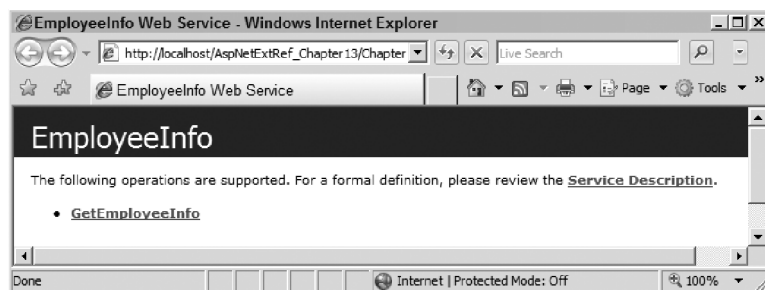 EmployeeInfo Web Service - Windows Internet Explorer
http://localhost/AspNetExtRef_Chapter13/Chapter
Live Search
EmployeeInfo Web Service
Page
Tools
»
EmployeeInfo
The following operations are supported. For a formal definition, please review the Service Description.
• GetEmployeeInfo
Done
Internet | Protected Mode: Off
100%